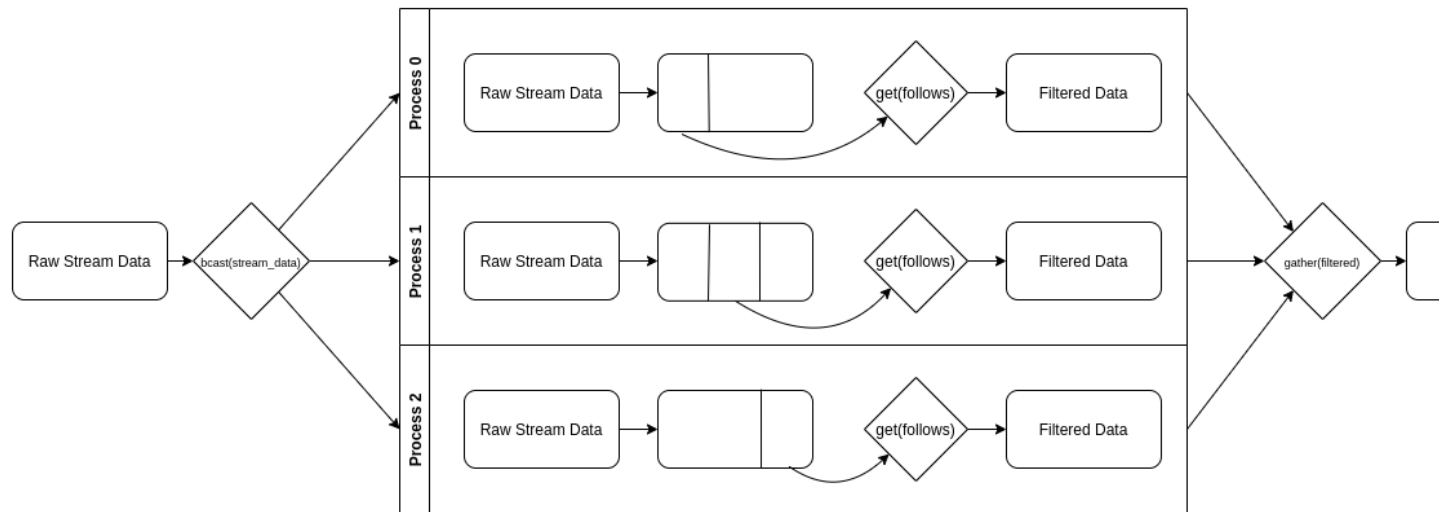 Raw Stream Data
bcast(stream_data)
Process 0
Raw Stream Data
get(follows)
Filtered Data
Process 1
Raw Stream Data
get(follows)
Filtered Data
Process 2
Raw Stream Data
get(follows)
Filtered Data
gather(filtered)